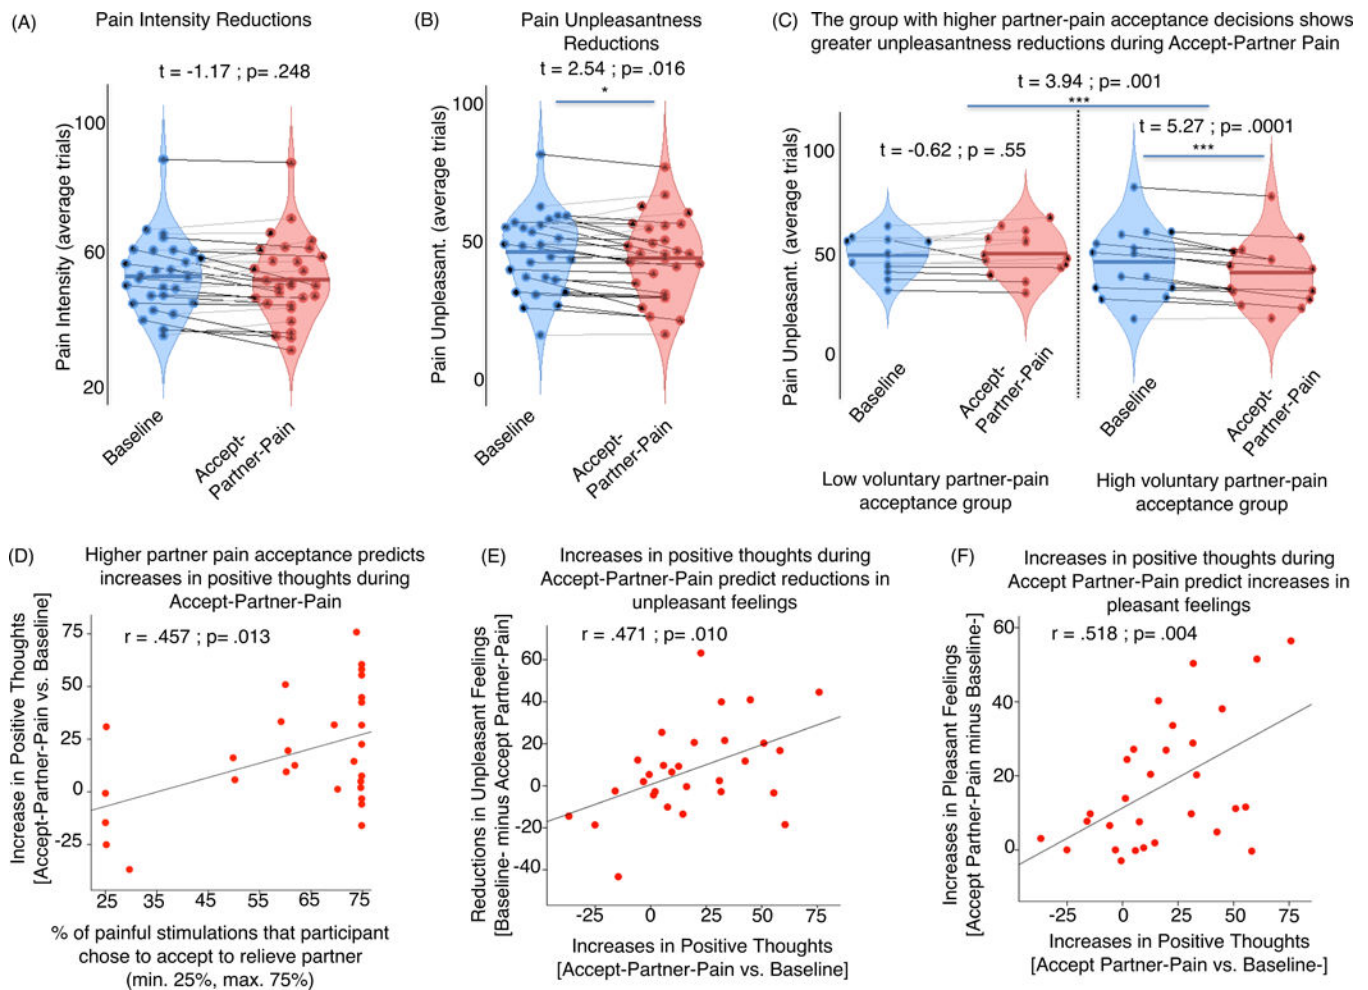 (A)
Pain Intensity Reductions
t = -1.17 ; p= .248
Pain Intensity (average trials)
100
60
20
Baseline
Accept-
Partner-Pain
(B)
Pain Unpleasantness
Reductions
t = 2.54 ; p= .016
*
Pain Unpleasant. (average trials)
100
50
0
Baseline
Accept-
Partner-Pain
(C)
The group with higher partner-pain acceptance decisions shows
greater unpleasantness reductions during Accept-Partner Pain
t = 3.94 ; p= .001
***
t = -0.62 ; p = .55
t = 5.27 ; p= .0001
***
Pain Unpleasant. (average trials)
100
50
0
Baseline
Accept-
Partner-Pain
Baseline
Accept-
Partner-Pain
Low voluntary partner-pain
acceptance group
High voluntary partner-pain
acceptance group
(D)
Higher partner pain acceptance predicts
increases in positive thoughts during
Accept-Partner-Pain
r = .457 ; p= .013
Increase in Positive Thoughts
[Accept-Partner-Pain vs. Baseline]
75
50
25
0
-25
25 35 45 55 65 75
% of painful stimulations that participant
chose to accept to relieve partner
(min. 25%, max. 75%)
(E)
Increases in positive thoughts during
Accept-Partner-Pain predict reductions in
unpleasant feelings
r = .471 ; p= .010
Reductions in Unpleasant Feelings
[Baseline- minus Accept Partner-Pain]
60
40
20
0
-20
-40
-25 0 25 50 75
Increases in Positive Thoughts
[Accept-Partner-Pain vs. Baseline]
(F)
Increases in positive thoughts during
Accept Partner-Pain predict increases in
pleasant feelings
r = .518 ; p= .004
Increases in Pleasant Feelings
[Accept Partner-Pain minus Baseline-]
60
40
20
0
-25 0 25 50 75
Increases in Positive Thoughts
[Accept Partner-Pain vs. Baseline-]